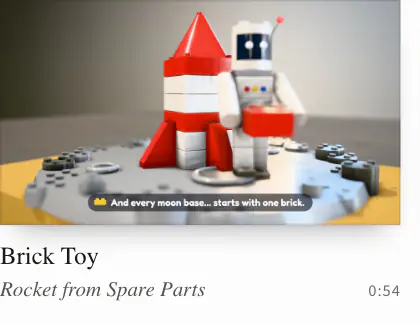 And every moon base... starts with one brick.
Brick Toy
Rocket from Spare Parts
0:54